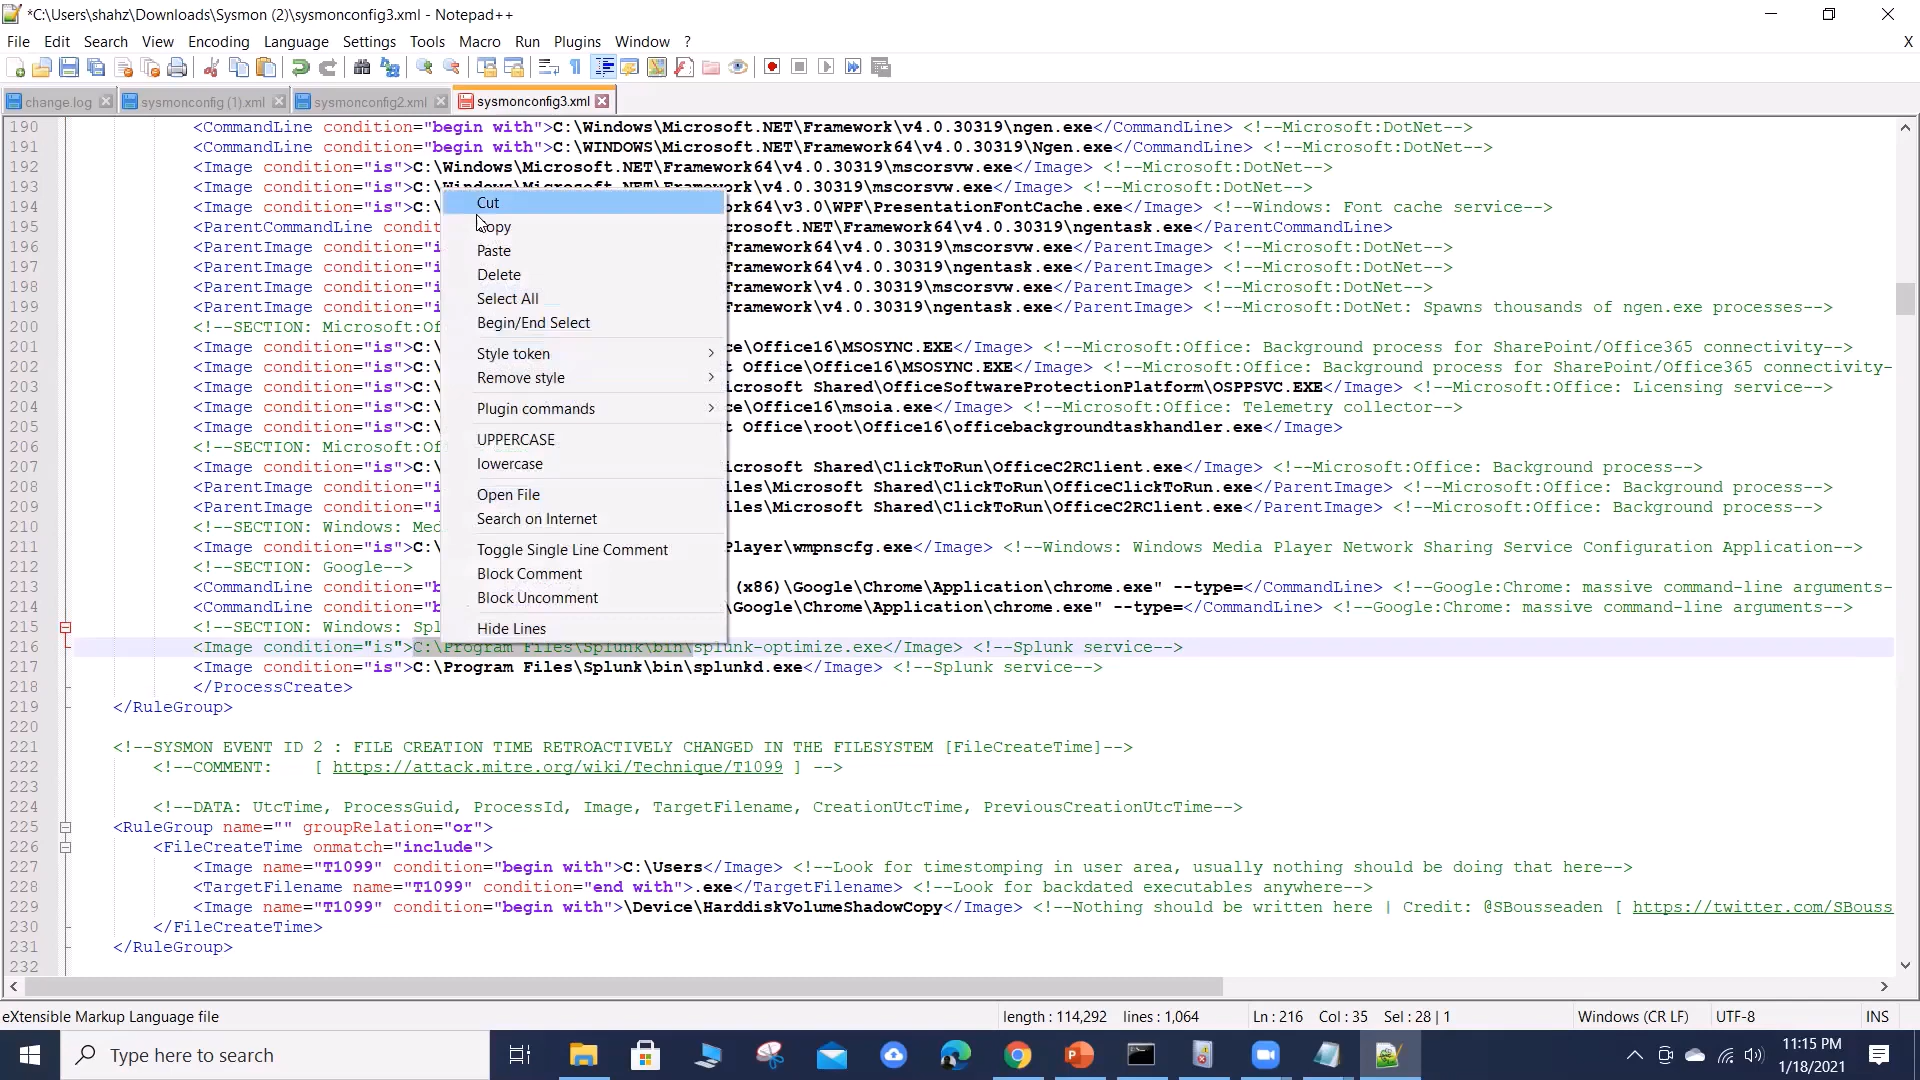 *C:\Users\shahz\Downloads\Sysmon (2)\sysmonconfig3.xml - Notepad++
File Edit Search View Encoding Language Settings Tools Macro Run Plugins Window ? X
change.log sysmonconfig (1).xml sysmonconfig2.xml sysmonconfig3.xml
190 <CommandLine condition="begin with">C:\Windows\Microsoft.NET\Framework\v4.0.30319\ngen.exe</CommandLine> <!--Microsoft:DotNet-->
191 <CommandLine condition="begin with">C:\WINDOWS\Microsoft.NET\Framework64\v4.0.30319\Ngen.exe</CommandLine> <!--Microsoft:DotNet-->
192 <Image condition="is">C:\Windows\Microsoft.NET\Framework64\v4.0.30319\mscorsvw.exe</Image> <!--Microsoft:DotNet-->
193 <Image condition="is">C:\Windows\Microsoft.NET\Framework\v4.0.30319\mscorsvw.exe</Image> <!--Microsoft:DotNet-->
194 <Image condition="is">C:\ Cut rk64\v3.0\WPF\PresentationFontCache.exe</Image> <!--Windows: Font cache service-->
195 <ParentCommandLine condit Copy crosoft.NET\Framework64\v4.0.30319\ngentask.exe</ParentCommandLine>
196 <ParentImage condition="i Paste Framework64\v4.0.30319\mscorsvw.exe</ParentImage> <!--Microsoft:DotNet-->
197 <ParentImage condition="i Delete Framework64\v4.0.30319\ngentask.exe</ParentImage> <!--Microsoft:DotNet-->
198 <ParentImage condition="i Select All Framework\v4.0.30319\mscorsvw.exe</ParentImage> <!--Microsoft:DotNet-->
199 <ParentImage condition="i Begin/End Select Framework\v4.0.30319\ngentask.exe</ParentImage> <!--Microsoft:DotNet: Spawns thousands of ngen.exe processes-->
200 <!--SECTION: Microsoft:Of
201 <Image condition="is">C:\ Style token ce\Office16\MSOSYNC.EXE</Image> <!--Microsoft:Office: Background process for SharePoint/Office365 connectivity-->
202 <Image condition="is">C:\ Remove style t Office\Office16\MSOSYNC.EXE</Image> <!--Microsoft:Office: Background process for SharePoint/Office365 connectivity-
203 <Image condition="is">C:\ icrosoft Shared\OfficeSoftwareProtectionPlatform\OSPPSVC.EXE</Image> <!--Microsoft:Office: Licensing service-->
204 <Image condition="is">C:\ Plugin commands ce\Office16\msoia.exe</Image> <!--Microsoft:Office: Telemetry collector-->
205 <Image condition="is">C:\ UPPERCASE t Office\root\Office16\officebackgroundtaskhandler.exe</Image>
206 <!--SECTION: Microsoft:Of
207 <Image condition="is">C:\ lowercase icrosoft Shared\ClickToRun\OfficeC2RClient.exe</Image> <!--Microsoft:Office: Background process-->
208 <ParentImage condition="i Open File iles\Microsoft Shared\ClickToRun\OfficeClickToRun.exe</ParentImage> <!--Microsoft:Office: Background process-->
209 <ParentImage condition="i Search on Internet iles\Microsoft Shared\ClickToRun\OfficeC2RClient.exe</ParentImage> <!--Microsoft:Office: Background process-->
210 <!--SECTION: Windows: Med
211 <Image condition="is">C:\ Toggle Single Line Comment Player\wmpnscfg.exe</Image> <!--Windows: Windows Media Player Network Sharing Service Configuration Application-->
212 <!--SECTION: Google-->
213 <CommandLine condition="b Block Comment (x86)\Google\Chrome\Application\chrome.exe" --type=</CommandLine> <!--Google:Chrome: massive command-line arguments-
214 <CommandLine condition="b Block Uncomment \Google\Chrome\Application\chrome.exe" --type=</CommandLine> <!--Google:Chrome: massive command-line arguments-->
215 <!--SECTION: Windows: Spl Hide Lines
216 <Image condition="is">C:\Program Files\Splunk\bin\splunk-optimize.exe</Image> <!--Splunk service-->
217 <Image condition="is">C:\Program Files\Splunk\bin\splunkd.exe</Image> <!--Splunk service-->
218 </ProcessCreate>
219 </RuleGroup>
220
221 <!--SYSMON EVENT ID 2 : FILE CREATION TIME RETROACTIVELY CHANGED IN THE FILESYSTEM [FileCreateTime]-->
222 <!--COMMENT: [ https://attack.mitre.org/wiki/Technique/T1099 ] -->
223
224 <!--DATA: UtcTime, ProcessGuid, ProcessId, Image, TargetFilename, CreationUtcTime, PreviousCreationUtcTime-->
225 <RuleGroup name="" groupRelation="or">
226 <FileCreateTime onmatch="include">
227 <Image name="T1099" condition="begin with">C:\Users</Image> <!--Look for timestomping in user area, usually nothing should be doing that here-->
228 <TargetFilename name="T1099" condition="end with">.exe</TargetFilename> <!--Look for backdated executables anywhere-->
229 <Image name="T1099" condition="begin with">\Device\HarddiskVolumeShadowCopy</Image> <!--Nothing should be written here | Credit: @SBousseaden [ https://twitter.com/SBouss
230 </FileCreateTime>
231 </RuleGroup>
232
eXtensible Markup Language file length : 114,292 lines : 1,064 Ln : 216 Col : 35 Sel : 28 | 1 Windows (CR LF) UTF-8 INS
Type here to search
11:15 PM
1/18/2021